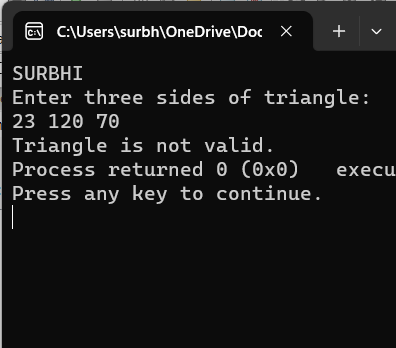 C:\Users\surbh\OneDrive\Doc
SURBHI
Enter three sides of triangle:
23 120 70
Triangle is not valid.
Process returned 0 (0x0)   execu
Press any key to continue.